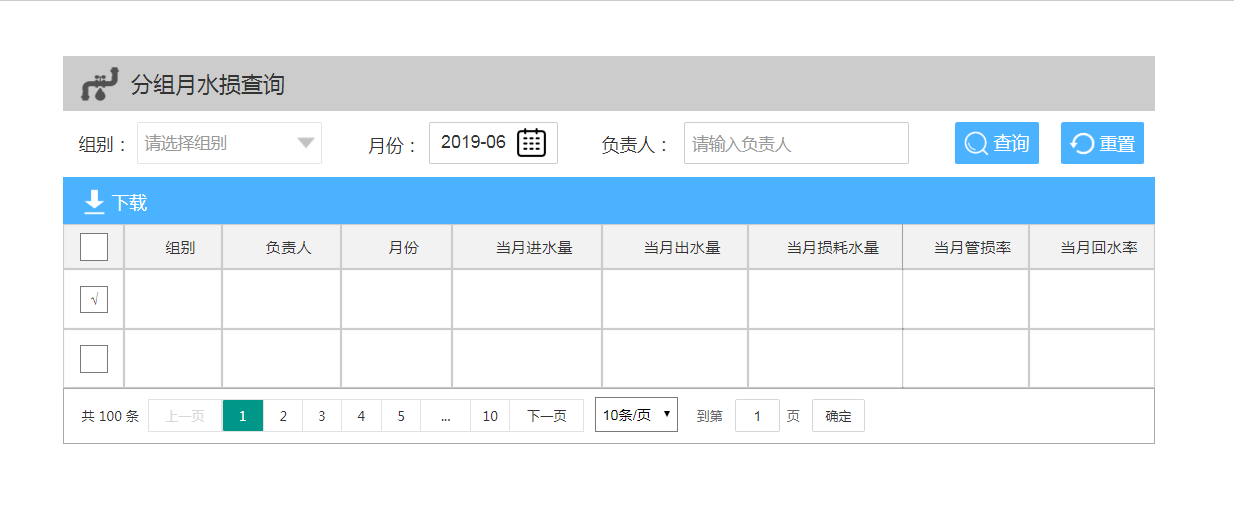 分组月水损查询
组别： 请选择组别 月份： 2019-06 负责人： 请输入负责人 查询 重置
下载
组别 负责人 月份 当月进水量 当月出水量 当月损耗水量 当月管损率 当月回水率
√
共 100 条 上一页 1 2 3 4 5 ... 10 下一页 10条/页 到第 1 页 确定